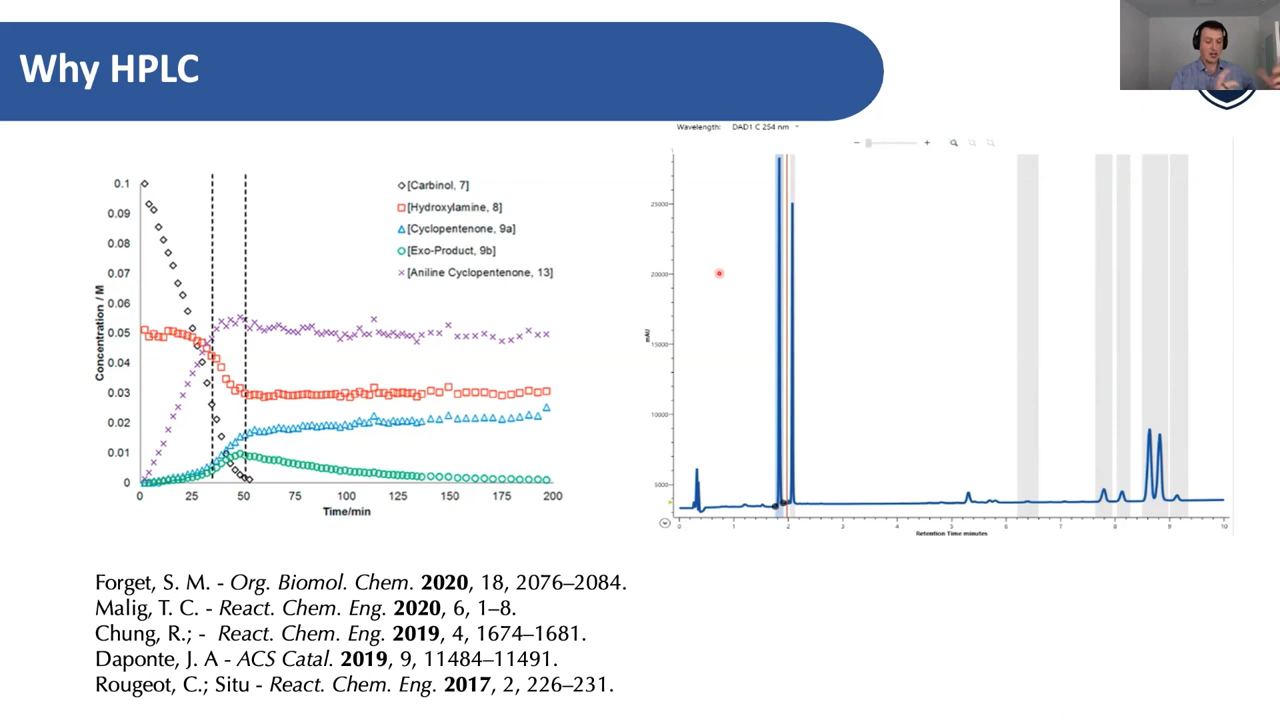 Why HPLC
Wavelength: DAD1 C 254 nm
0.1
0.09
0.08
0.07
0.06
0.05
0.04
0.03
0.02
0.01
0
Concentration / M
[Carbinol, 7]
[Hydroxylamine, 8]
[Cyclopentenone, 9a]
[Exo-Product, 9b]
[Aniline Cyclopentenone, 13]
0 25 50 75 100 125 150 175 200
Time/min
25000
20000
15000
10000
5000
mAU
0 1 2 3 4 5 6 7 8 9 10
Retention Time minutes
Forget, S. M. - Org. Biomol. Chem. 2020, 18, 2076–2084.
Malig, T. C. - React. Chem. Eng. 2020, 6, 1–8.
Chung, R.; - React. Chem. Eng. 2019, 4, 1674–1681.
Daponte, J. A - ACS Catal. 2019, 9, 11484–11491.
Rougeot, C.; Situ - React. Chem. Eng. 2017, 2, 226–231.